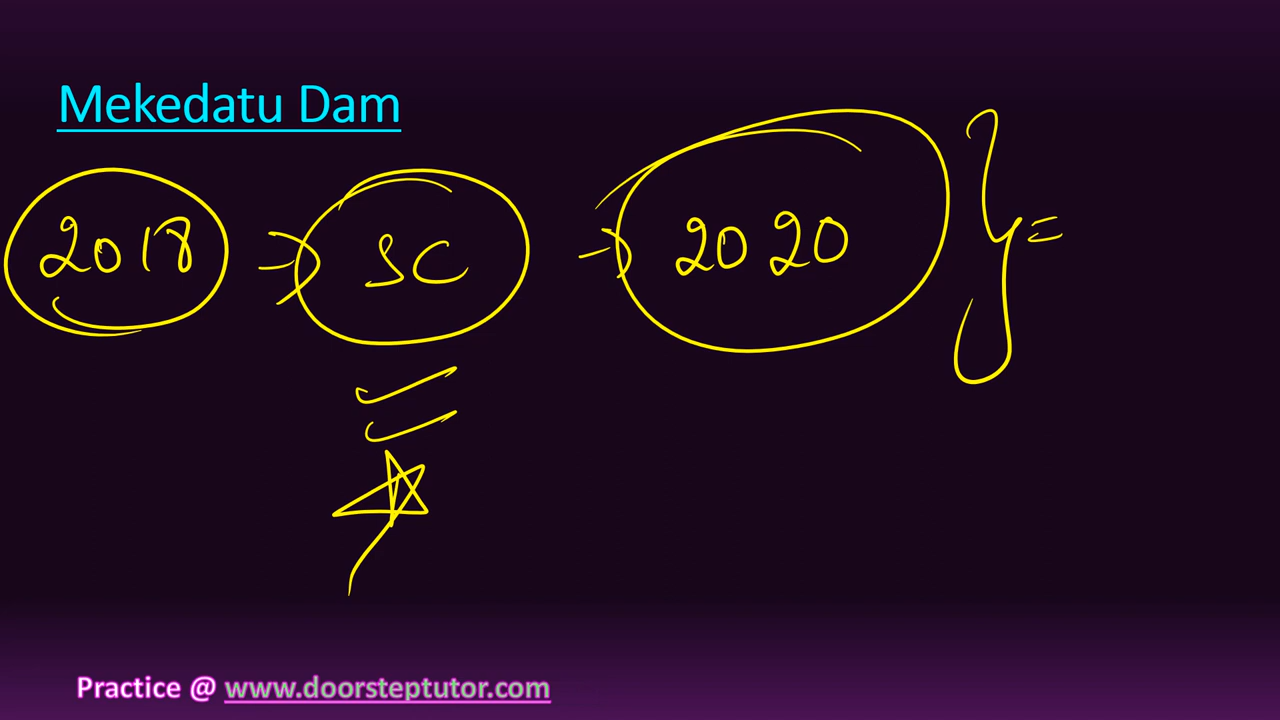 Mekedatu Dam
2018 => SC => 2020 } =
Practice @ www.doorsteptutor.com